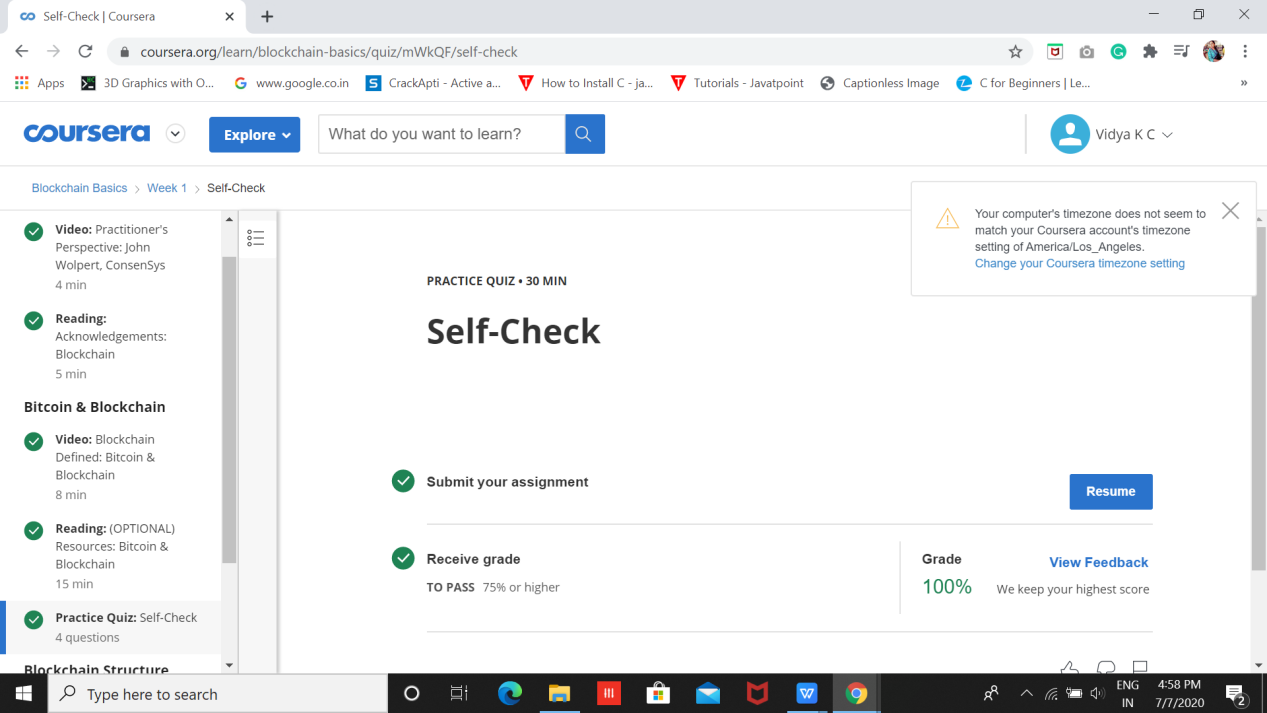 Self-Check | Coursera
coursera.org/learn/blockchain-basics/quiz/mWkQF/self-check
Apps 3D Graphics with O... www.google.co.in CrackApti - Active a... How to Install C - ja... Tutorials - Javatpoint Captionless Image C for Beginners | Le... »
coursera Explore What do you want to learn? Vidya K C
Blockchain Basics > Week 1 > Self-Check
Your computer's timezone does not seem to
match your Coursera account's timezone
setting of America/Los_Angeles.
Change your Coursera timezone setting
Video: Practitioner's
Perspective: John
Wolpert, ConsenSys
4 min
Reading:
Acknowledgements:
Blockchain
5 min
Bitcoin & Blockchain
Video: Blockchain
Defined: Bitcoin &
Blockchain
8 min
Reading: (OPTIONAL)
Resources: Bitcoin &
Blockchain
15 min
Practice Quiz: Self-Check
4 questions
Blockchain Structure
PRACTICE QUIZ • 30 MIN
Self-Check
Submit your assignment
Resume
Receive grade
TO PASS 75% or higher
Grade
100%
View Feedback
We keep your highest score
Type here to search
ENG
IN
4:58 PM
7/7/2020
2